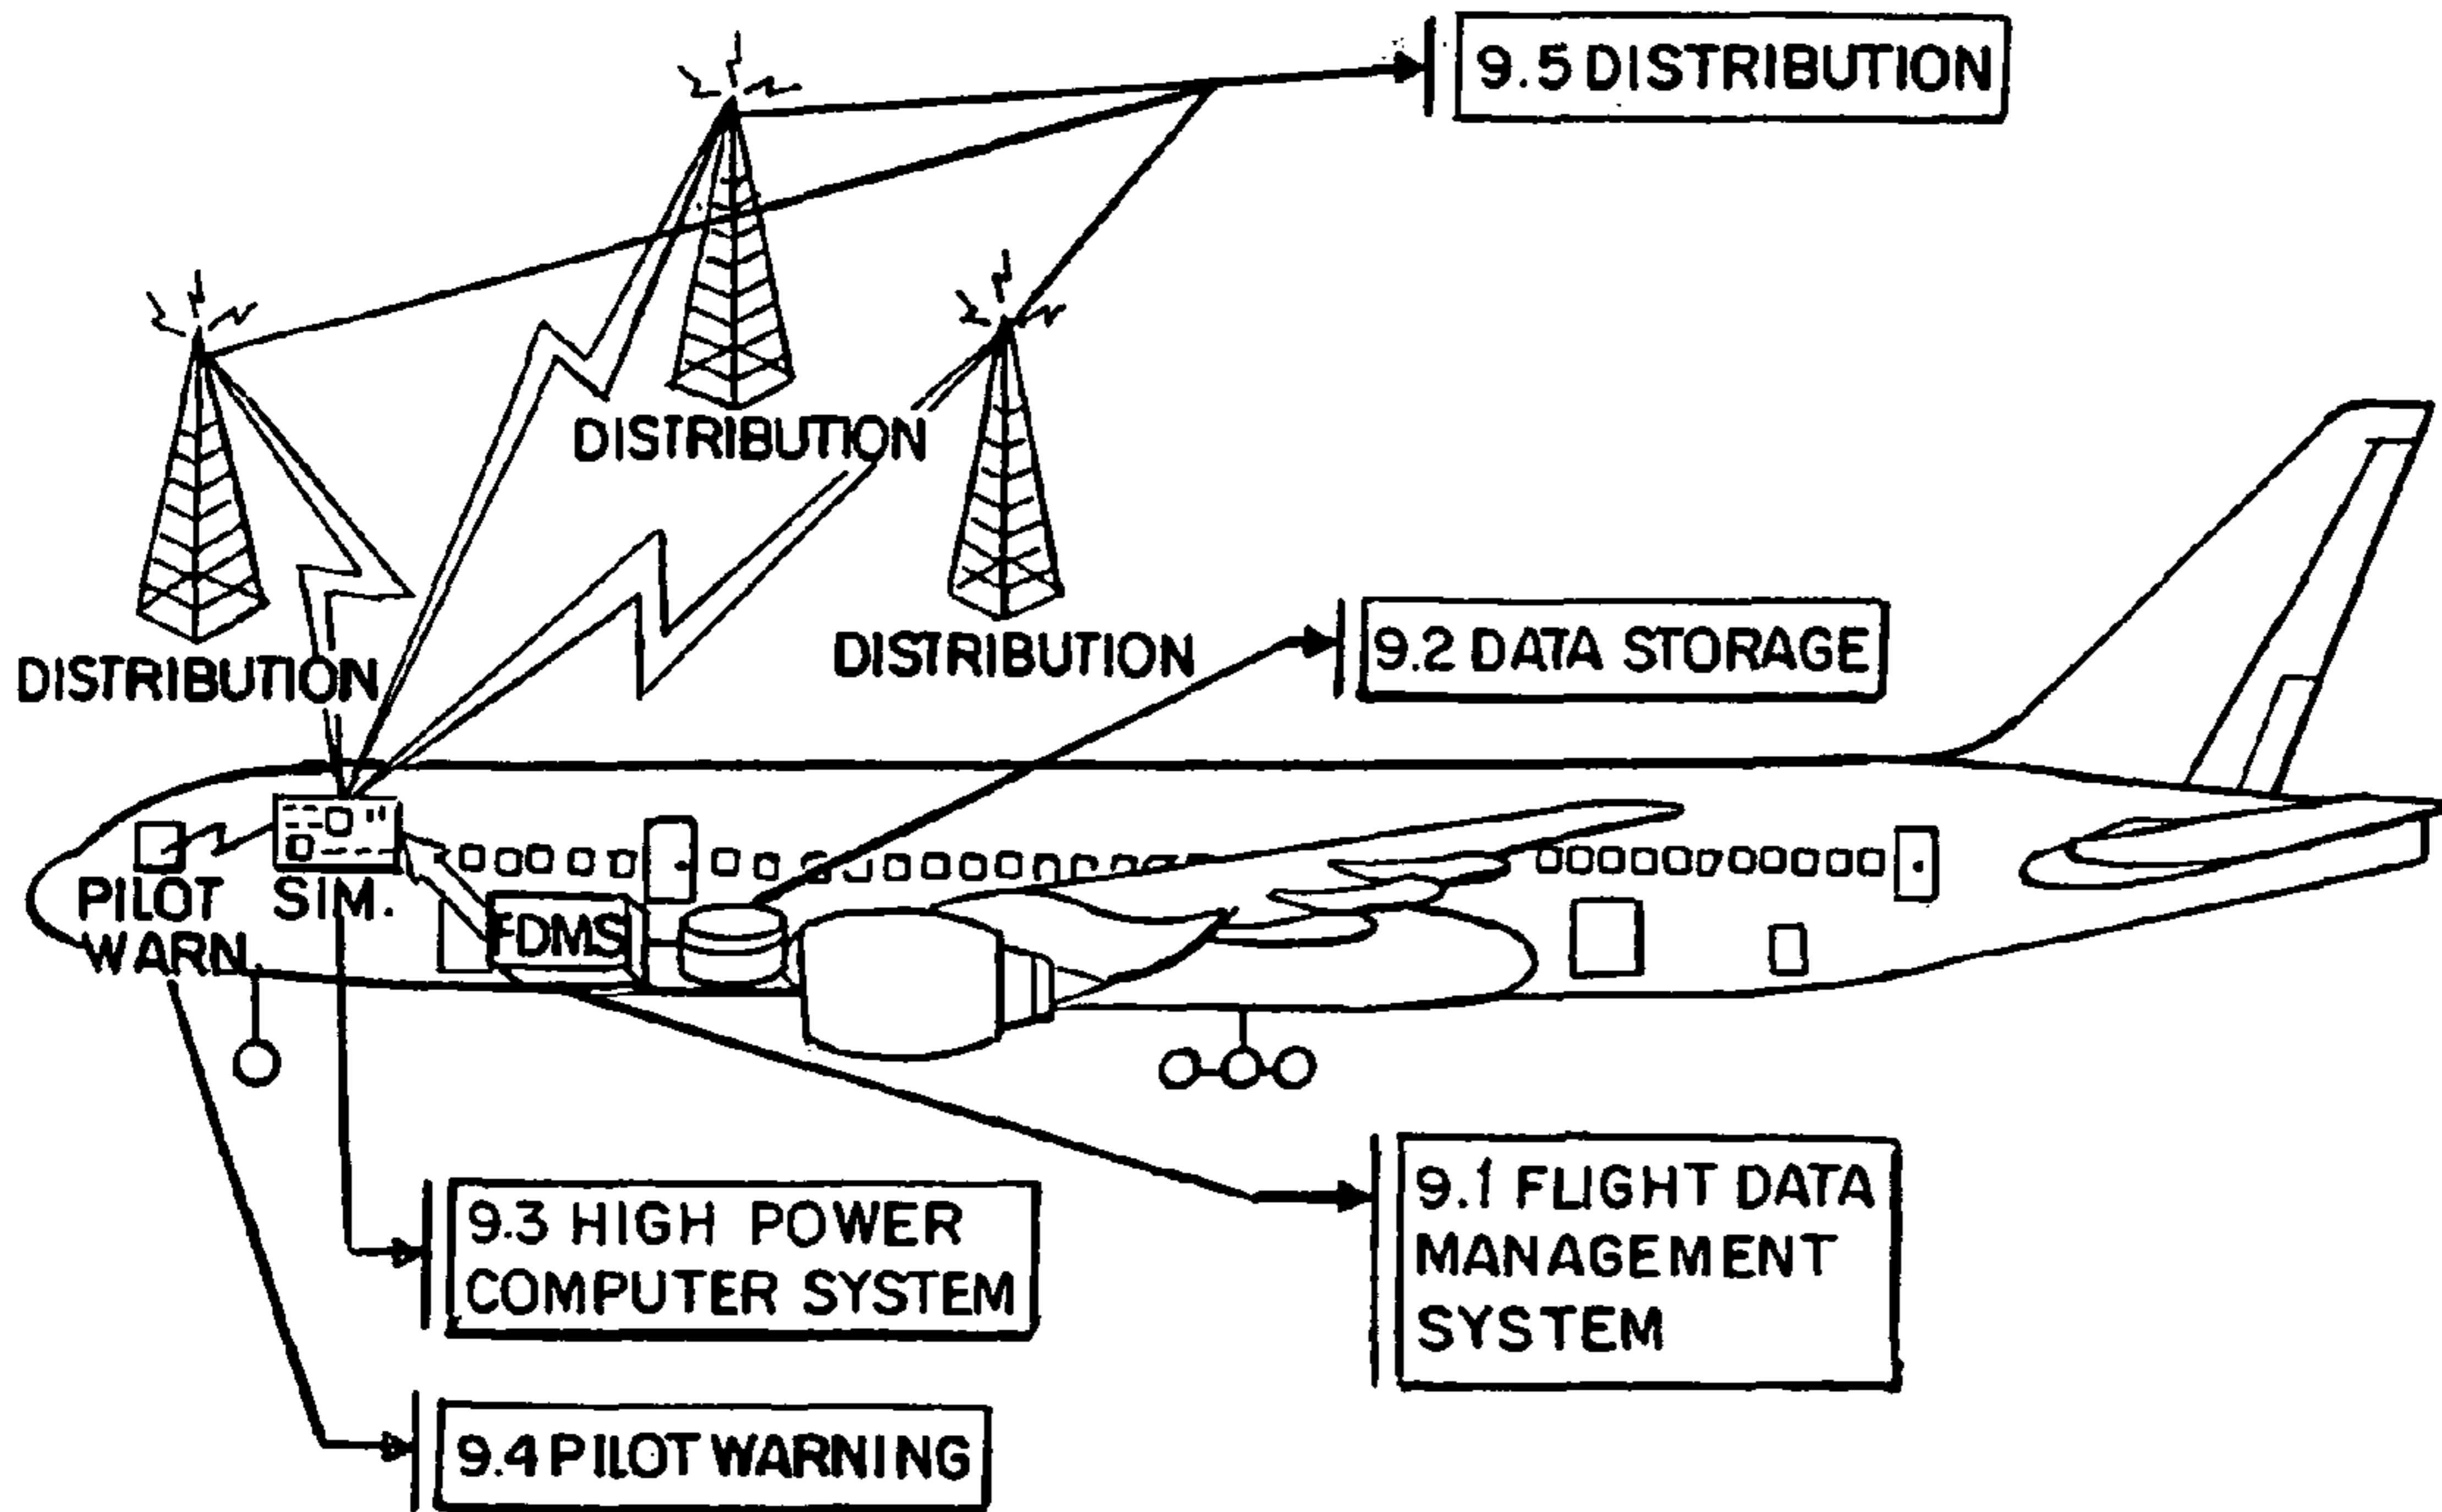 9.5 DISTRIBUTION
DISTRIBUTION
DISTRIBUTION
DISTRIBUTION
9.2 DATA STORAGE
PILOT
WARN.
SIM.
FDMS
9.1 FLIGHT DATA
MANAGEMENT
SYSTEM
9.3 HIGH POWER
COMPUTER SYSTEM
9.4 PILOT WARNING